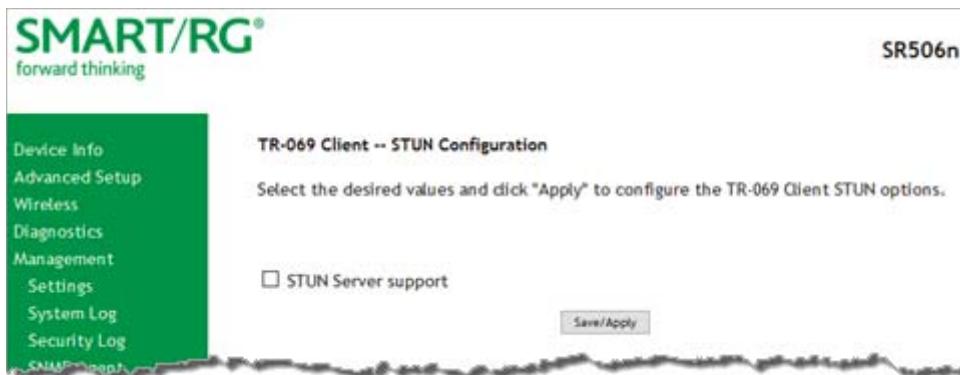 SMART/RG®
forward thinking
SR506n
Device Info
Advanced Setup
Wireless
Diagnostics
Management
Settings
System Log
Security Log
TR-069 Client -- STUN Configuration
Select the desired values and click "Apply" to configure the TR-069 Client STUN options.
STUN Server support
Save/Apply